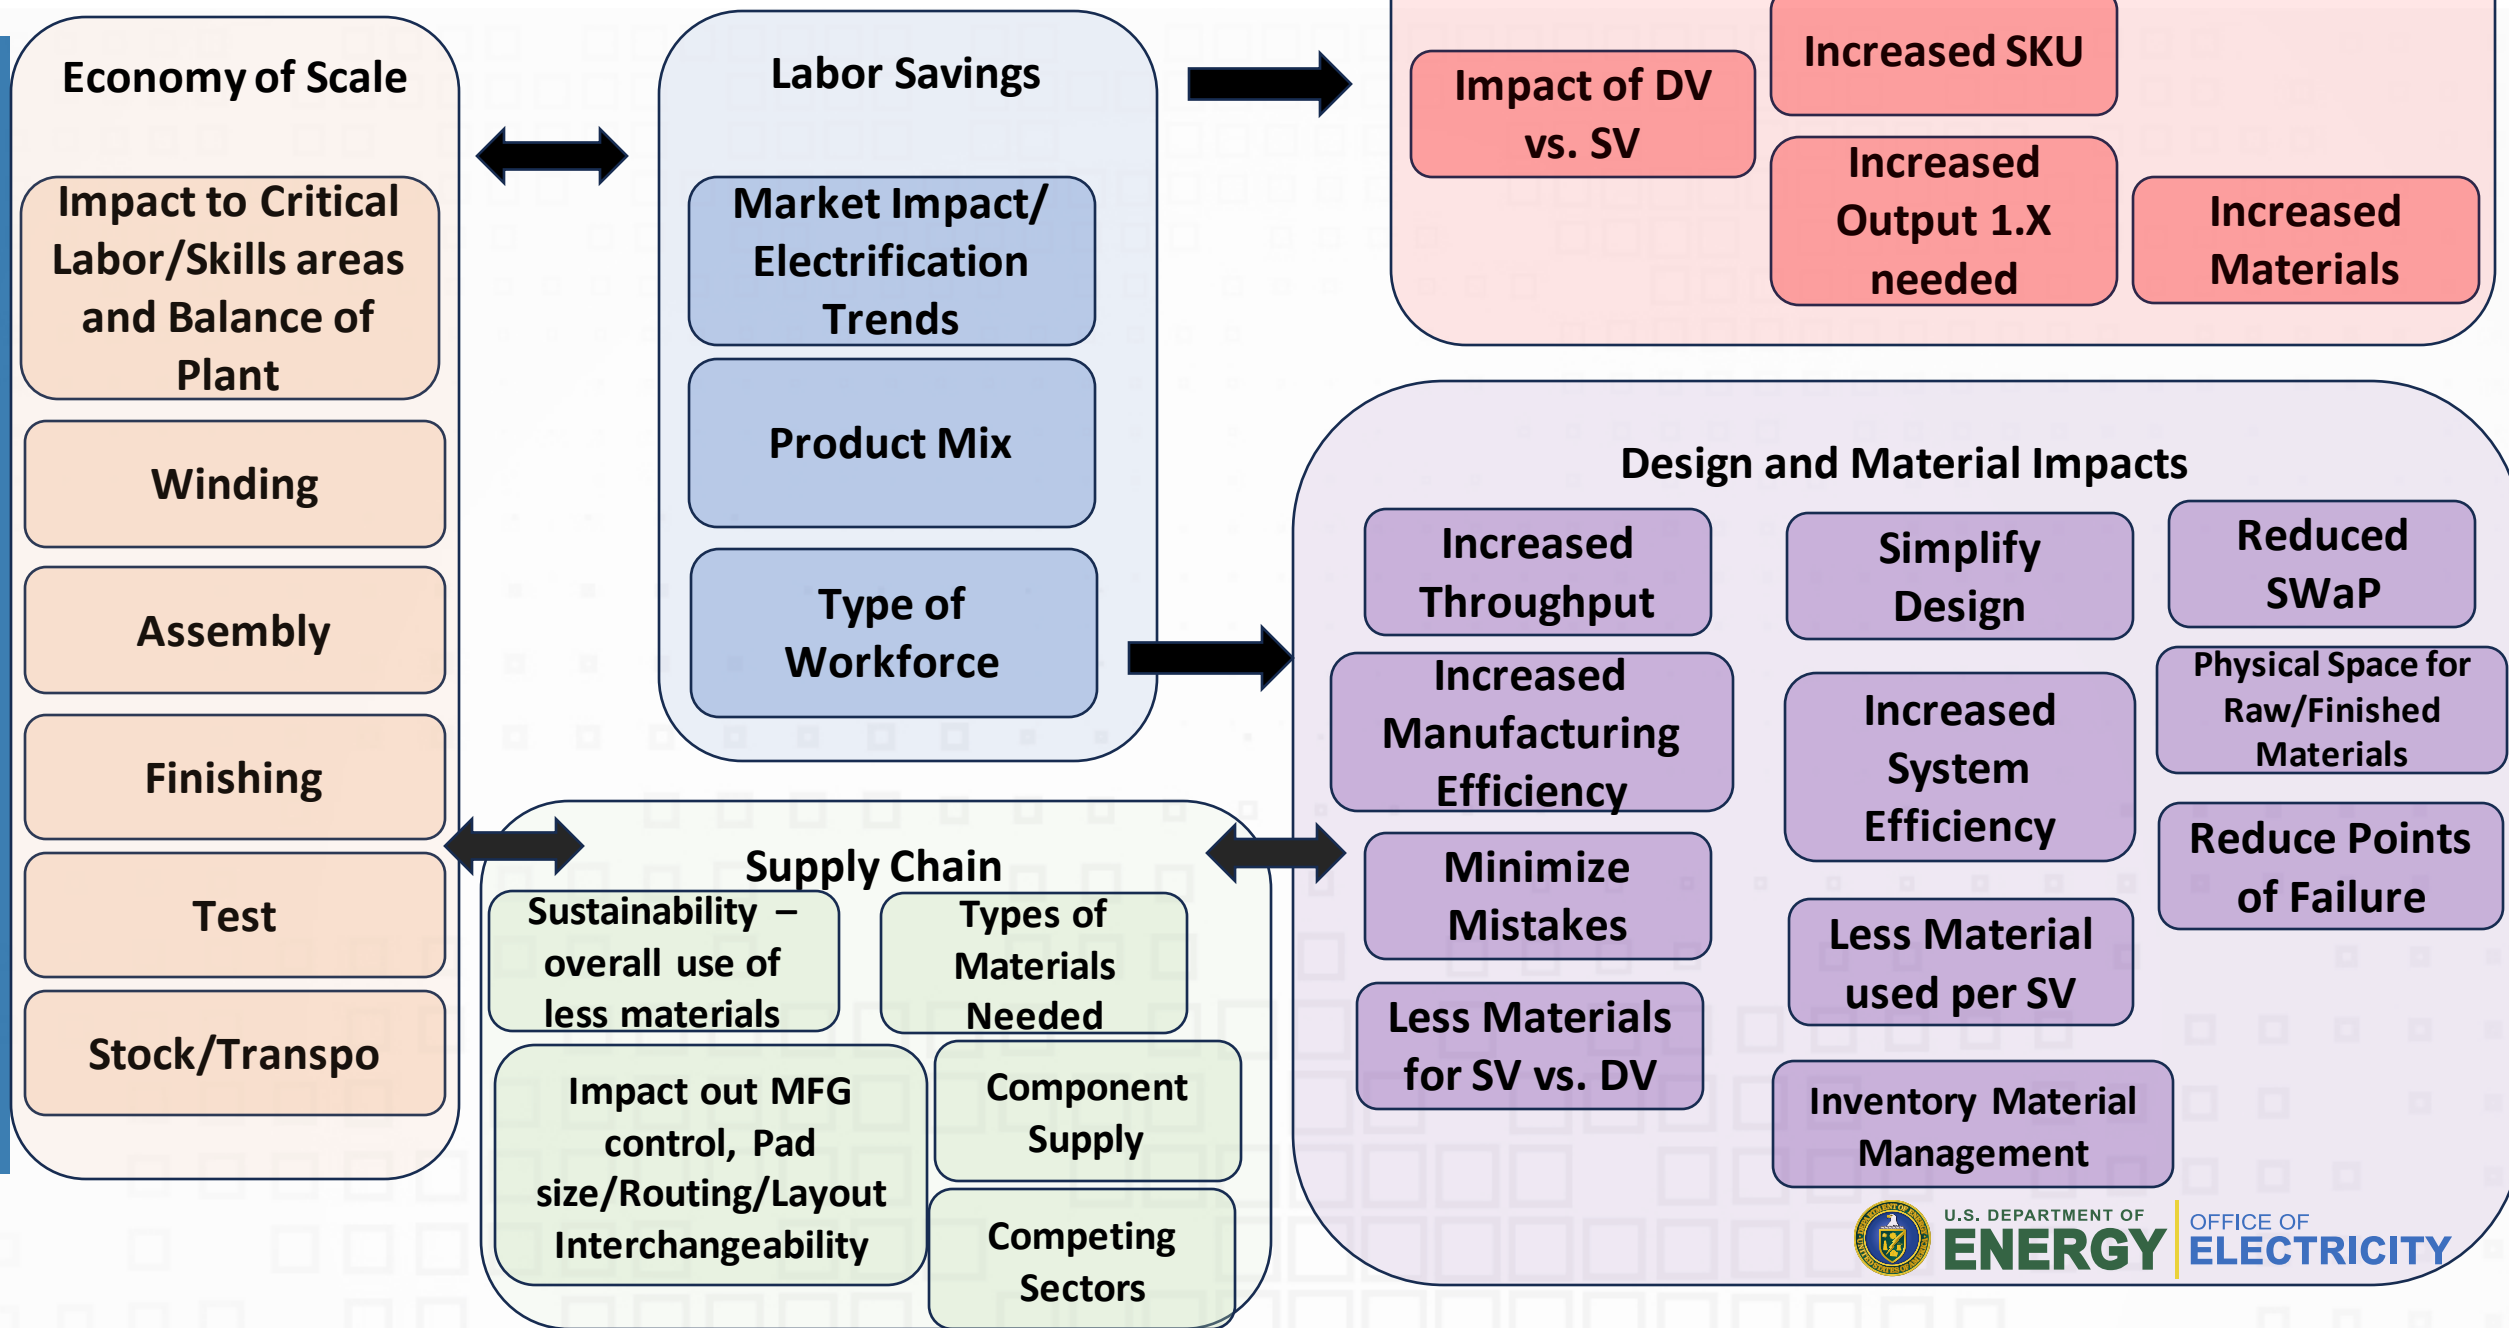 Economy of Scale
Impact to Critical
Labor/Skills areas
and Balance of
Plant
Winding
Assembly
Finishing
Test
Stock/Transpo
Labor Savings
Market Impact/
Electrification
Trends
Product Mix
Type of
Workforce
Impact of DV
vs. SV
Increased SKU
Increased
Output 1.X
needed
Increased
Materials
Supply Chain
Sustainability –
overall use of
less materials
Types of
Materials
Needed
Impact out MFG
control, Pad
size/Routing/Layout
Interchangeability
Component
Supply
Competing
Sectors
Design and Material Impacts
Increased
Throughput
Increased
Manufacturing
Efficiency
Minimize
Mistakes
Less Materials
for SV vs. DV
Simplify
Design
Increased
System
Efficiency
Less Material
used per SV
Inventory Material
Management
Reduced
SWaP
Physical Space for
Raw/Finished
Materials
Reduce Points
of Failure
U.S. DEPARTMENT OF
ENERGY
OFFICE OF
ELECTRICITY